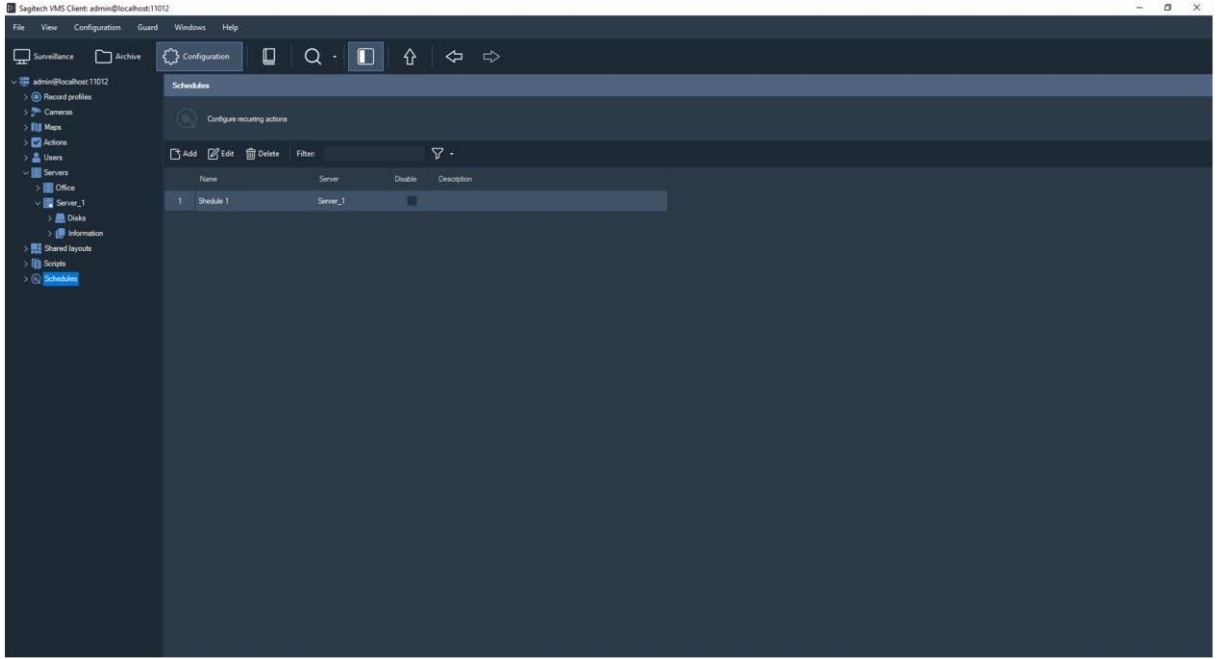 Sagitech VMS Client: admin@localhost:11012
File View Configuration Guard Windows Help
Surveillance Archive Configuration
admin@localhost:11012
Record profiles
Cameras
Maps
Actions
Users
Servers
Office
Server_1
Disks
Information
Shared layouts
Scripts
Schedules
Schedules
Configure recurring actions
Add Edit Delete Filter:
Name Server Disable Description
1 Shedule 1 Server_1